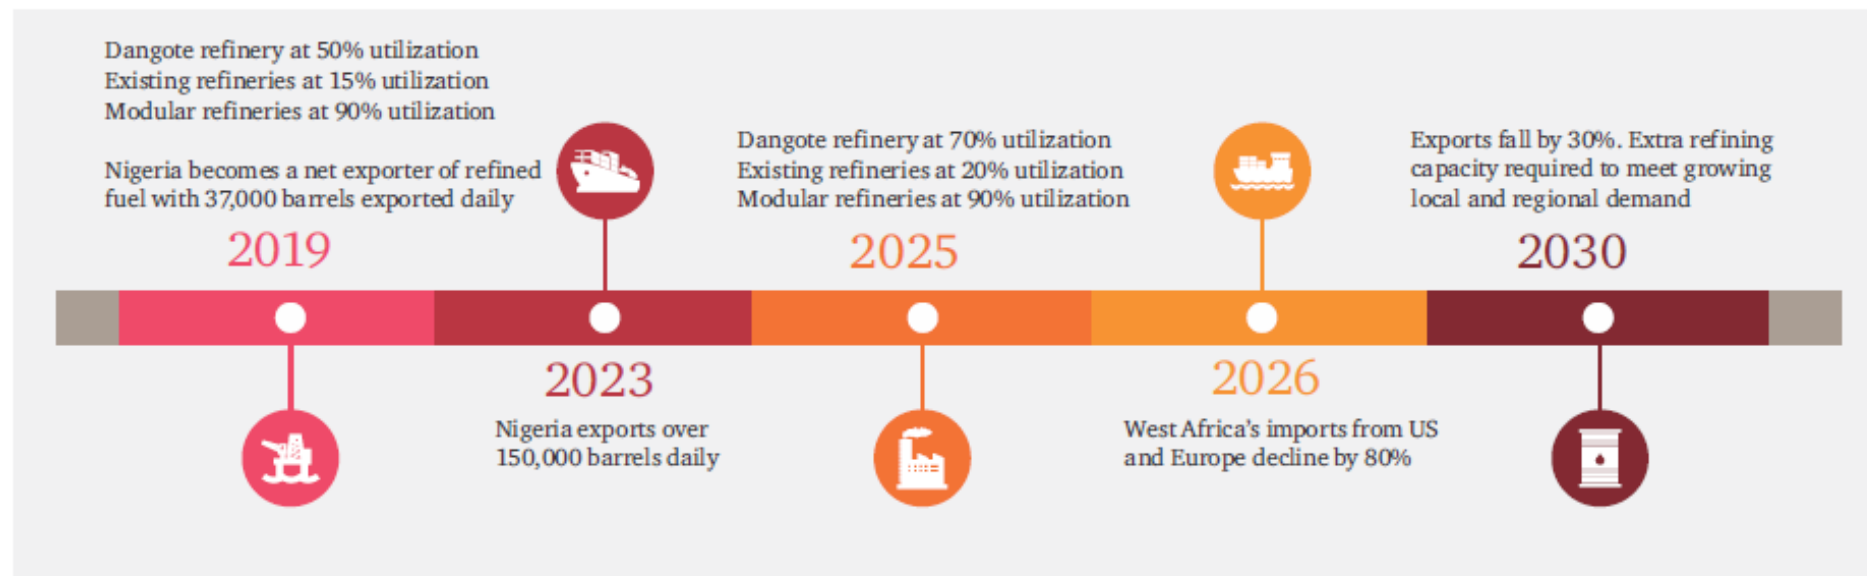 Dangote refinery at 50% utilization
Existing refineries at 15% utilization
Modular refineries at 90% utilization
Nigeria becomes a net exporter of refined
fuel with 37,000 barrels exported daily
2019
2023
Nigeria exports over
150,000 barrels daily
Dangote refinery at 70% utilization
Existing refineries at 20% utilization
Modular refineries at 90% utilization
2025
2026
West Africa’s imports from US
and Europe decline by 80%
Exports fall by 30%. Extra refining
capacity required to meet growing
local and regional demand
2030